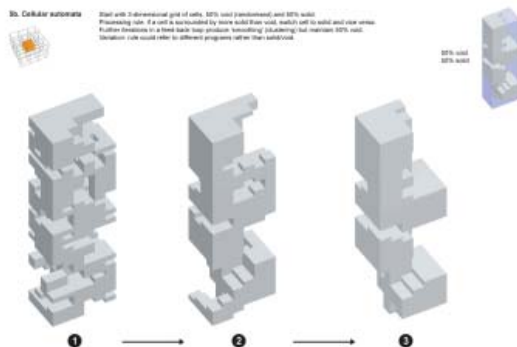 5b. Cellular automata
Start with 3-dimensional grid of cells, 50% void (randomised) and 50% solid.
Processing rule: if a cell is surrounded by more solid than void, switch cell to solid and vice versa.
Further iterations in a feed-back loop produce 'smoothing' (clustering) but maintain 50% void.
Variation: rule could refer to different programs rather than solid/void.
50% void
50% solid
1
2
3